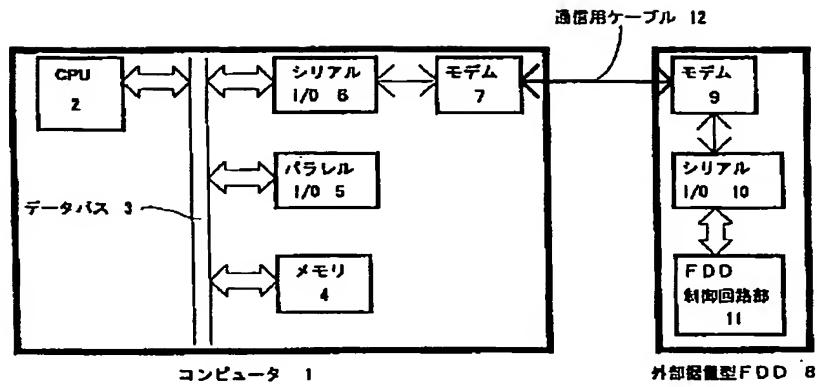 通信用ケーブル 12
CPU
2
シリアル
I/O 6
モデム
7
モデム
9
パラレル
I/O 5
シリアル
I/O 10
データバス 3
メモリ
4
FDD
制御回路部
11
コンピュータ 1
外部据置型FDD 8